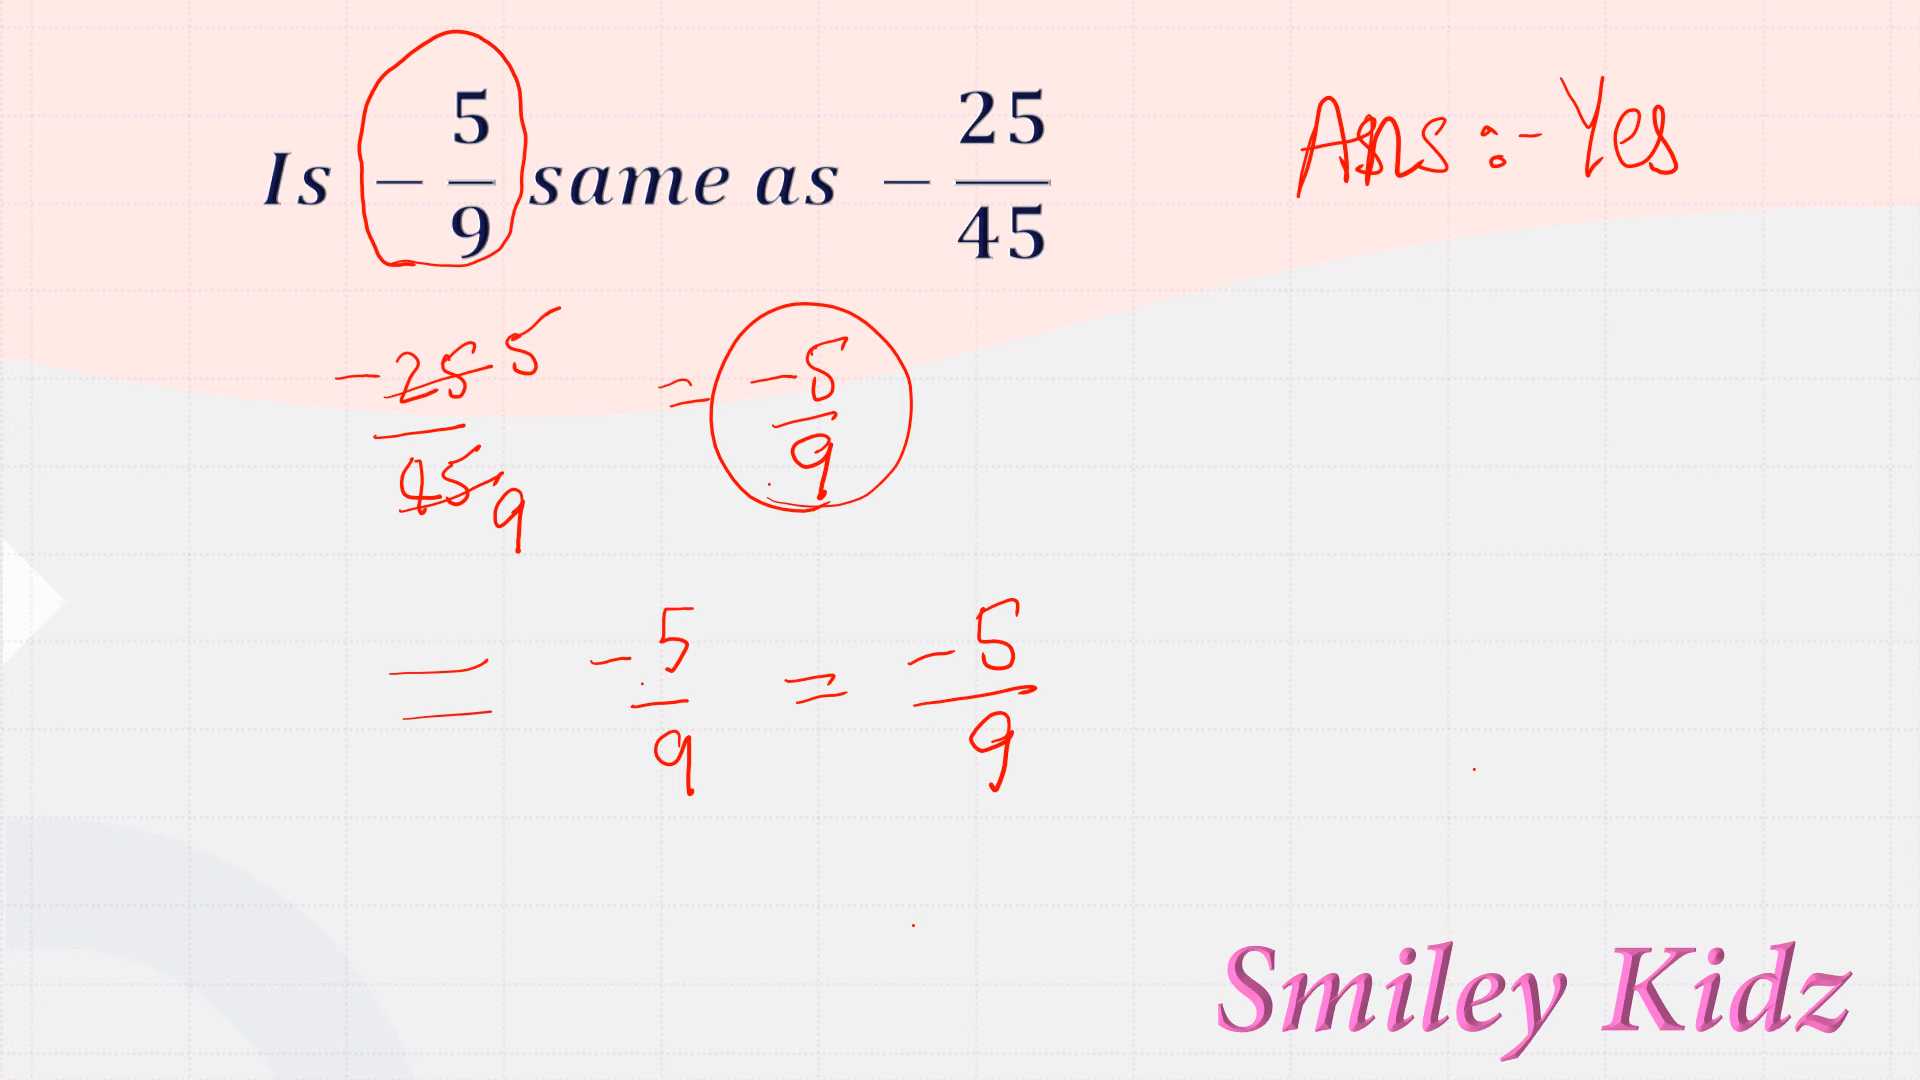 Is − 5/9 same as − 25/45
Ans :- Yes
-25 5 / 45 9 = -5/9
= -5/9 = -5/9
Smiley Kidz